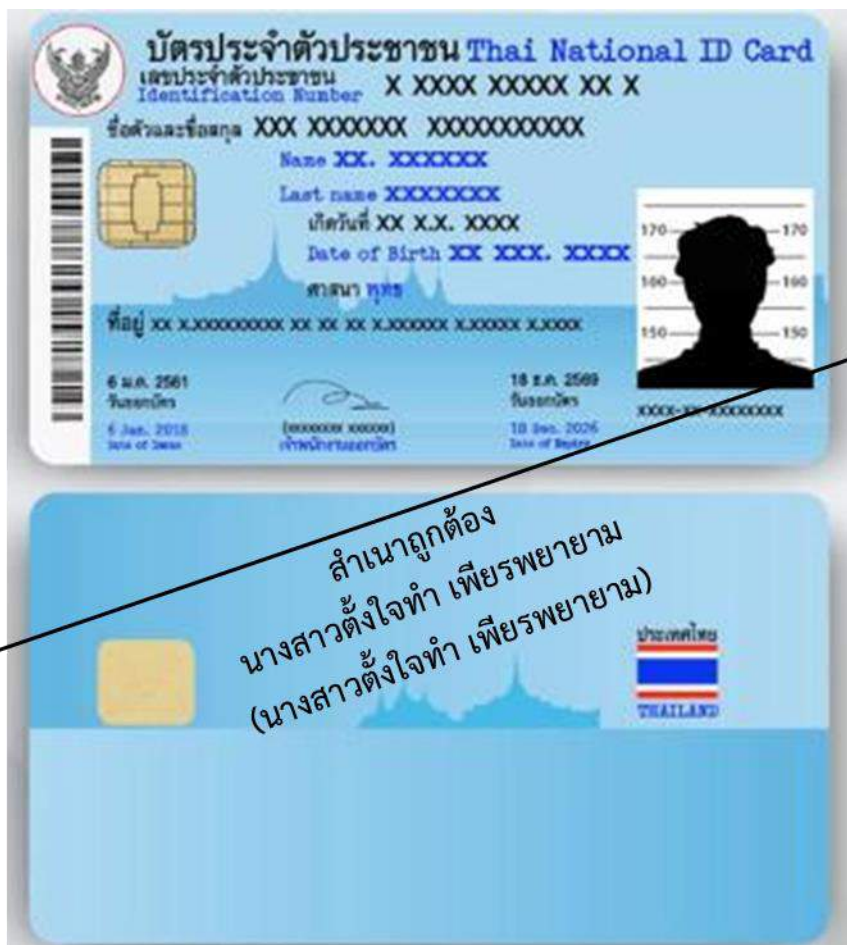 บัตรประจำตัวประชาชน Thai National ID Card
เลขประจำตัวประชาชน X XXXX XXXXX XX X
Identification Number
ชื่อตัวและชื่อสกุล XXX XXXXXXX XXXXXXXXXXX
Name XX. XXXXXX
Last name XXXXXXXX
เกิดวันที่ XX X.X. XXXX
Date of Birth XX XXX. XXXX
ศาสนา พุทธ
ที่อยู่ XX X.XXXXXXXXX XX XX XX X.XXXXXX X.XXXXX X.XXXX
170 170
160 160
150 150
6 ม.ค. 2561
วันออกบัตร
6 Jan. 2018
Date of Issue
(XXXXXXX XXXXX)
เจ้าพนักงานออกบัตร
18 ธ.ค. 2569
วันออกบัตร
18 Dec. 2026
Date of Expiry
XXXX-XX-XXXXXXXX
สำเนาถูกต้อง
นางสาวตั้งใจทำ เพียรพยายาม
(นางสาวตั้งใจทำ เพียรพยายาม)
ประเทศไทย
THAILAND